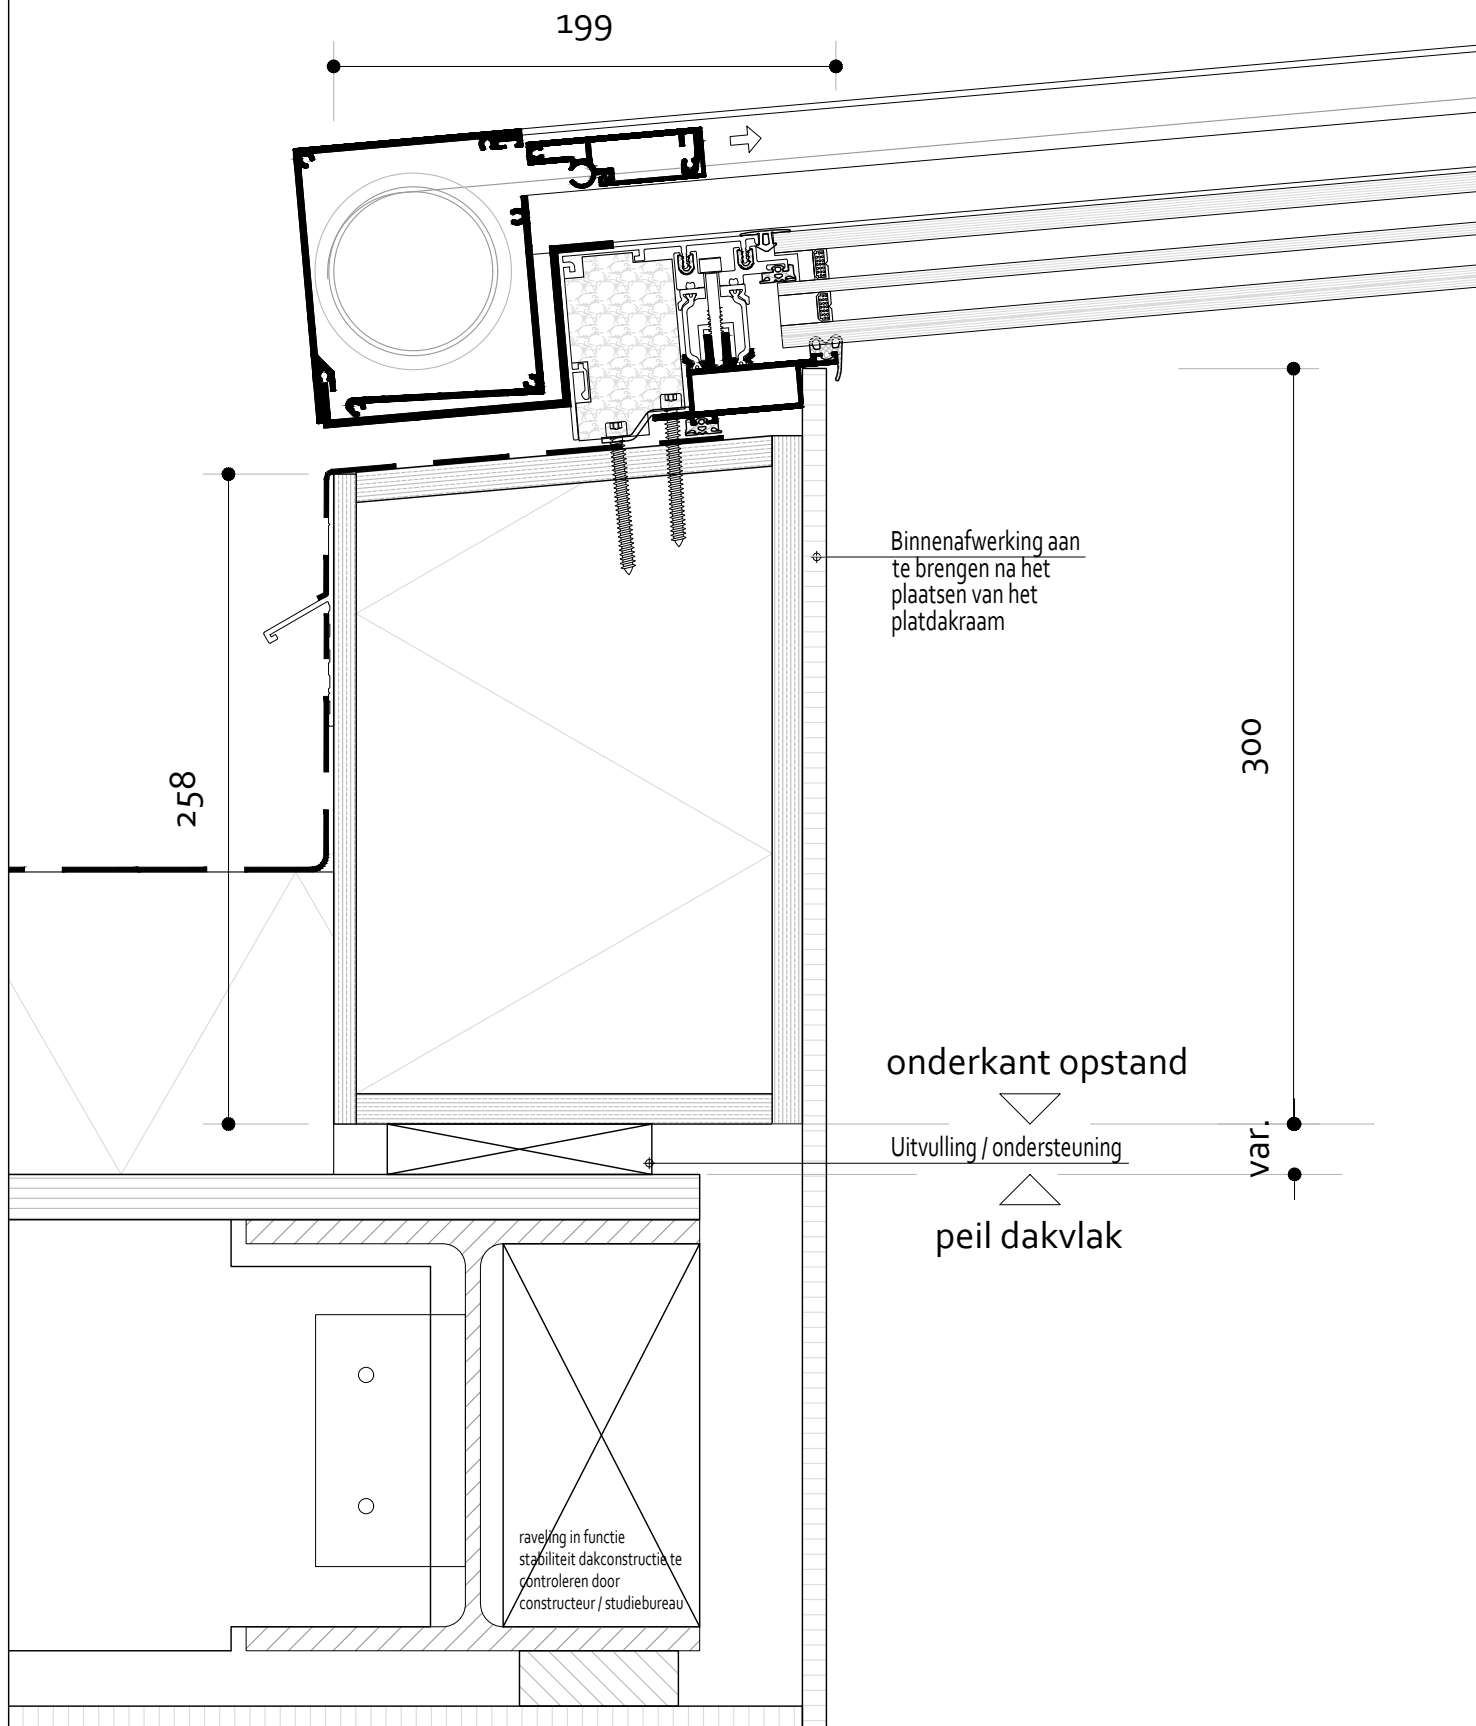 199
Binnenafwerking aan
te brengen na het
plaatsen van het
platdakraam
258
300
onderkant opstand
Uitvulling / ondersteuning
var.
peil dakvlak
raveling in functie
stabiliteit dakconstructie te
controleren door
constructeur / studiebureau